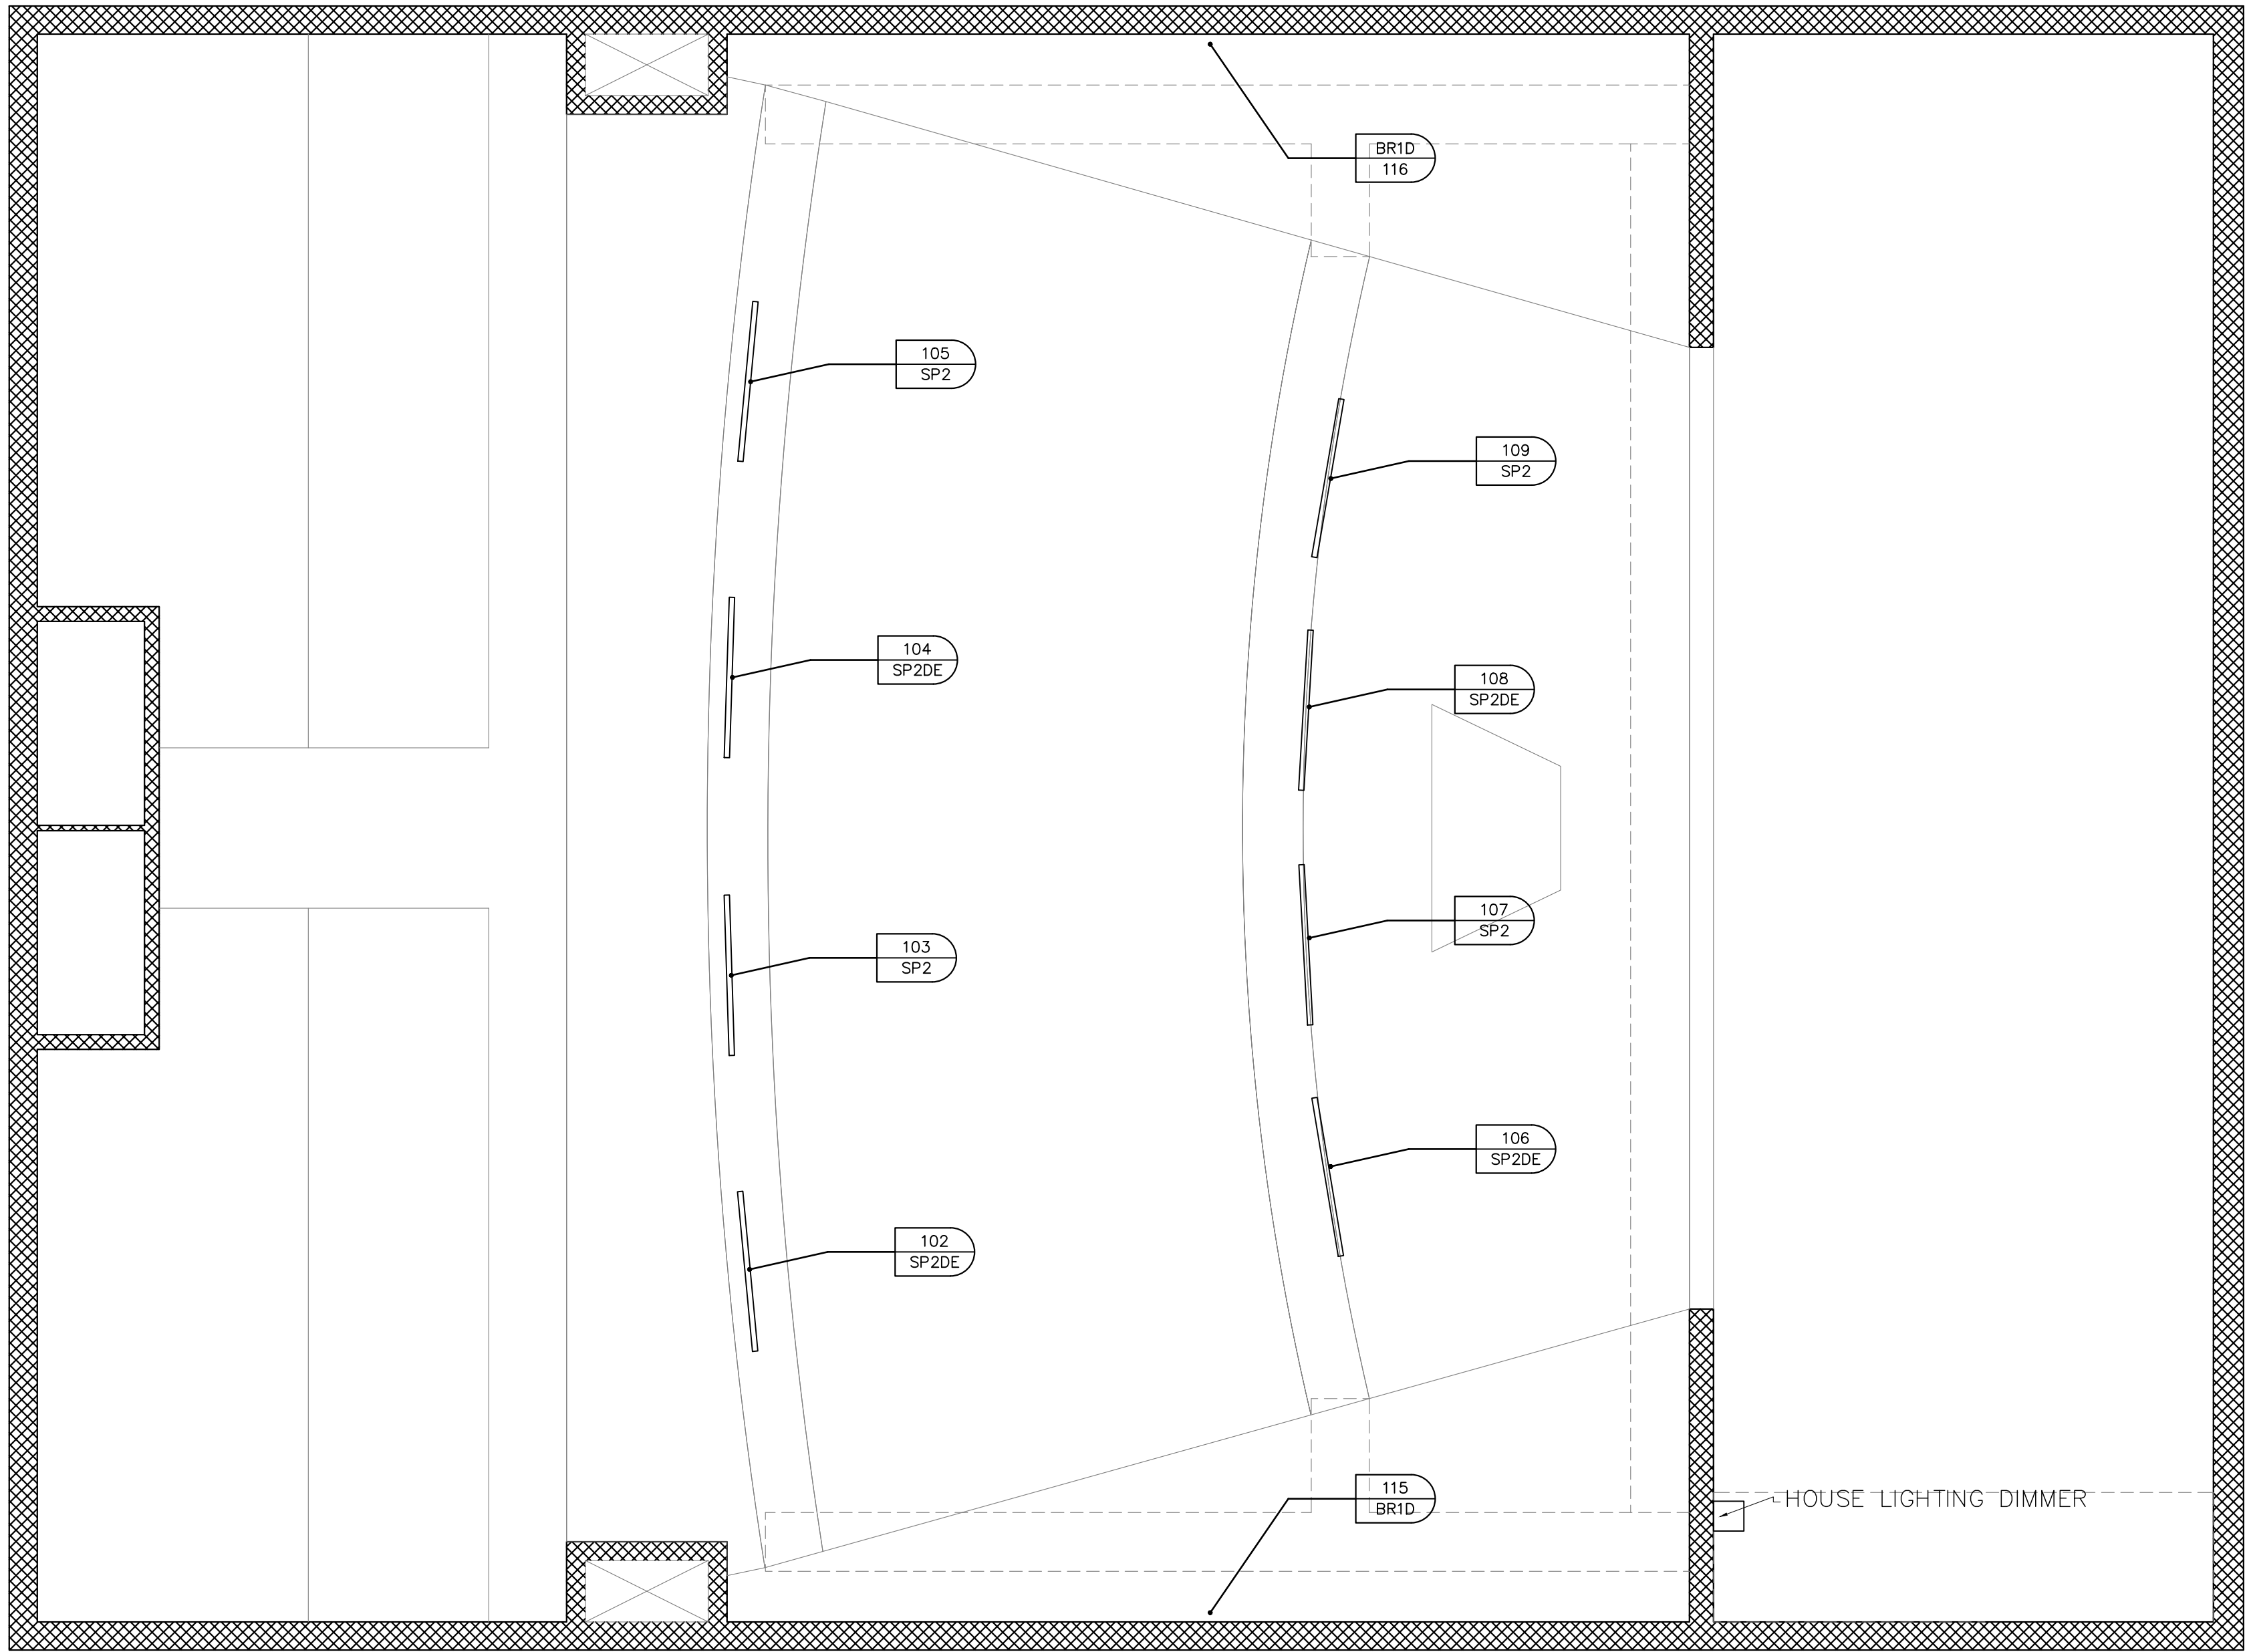 BR1D
116
105
SP2
109
SP2
104
SP2DE
108
SP2DE
107
SP2
103
SP2
106
SP2DE
102
SP2DE
115
BR1D
HOUSE LIGHTING DIMMER